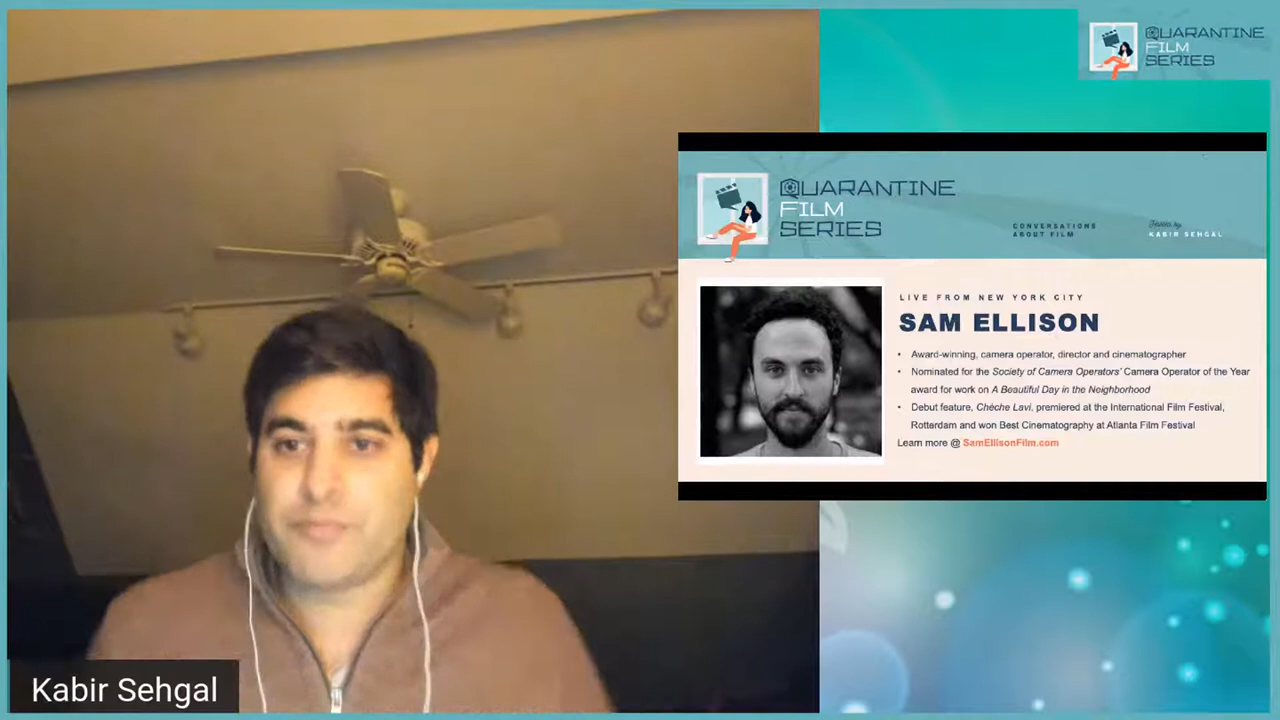 QUARANTINE
FILM
SERIES
QUARANTINE
FILM
SERIES
CONVERSATIONS
ABOUT FILM
Hosted by
KABIR SEHGAL
LIVE FROM NEW YORK CITY
SAM ELLISON
• Award-winning, camera operator, director and cinematographer
• Nominated for the Society of Camera Operators' Camera Operator of the Year
award for work on A Beautiful Day in the Neighborhood
• Debut feature, Chèche Lavi, premiered at the International Film Festival,
Rotterdam and won Best Cinematography at Atlanta Film Festival
Learn more @ SamEllisonFilm.com
Kabir Sehgal